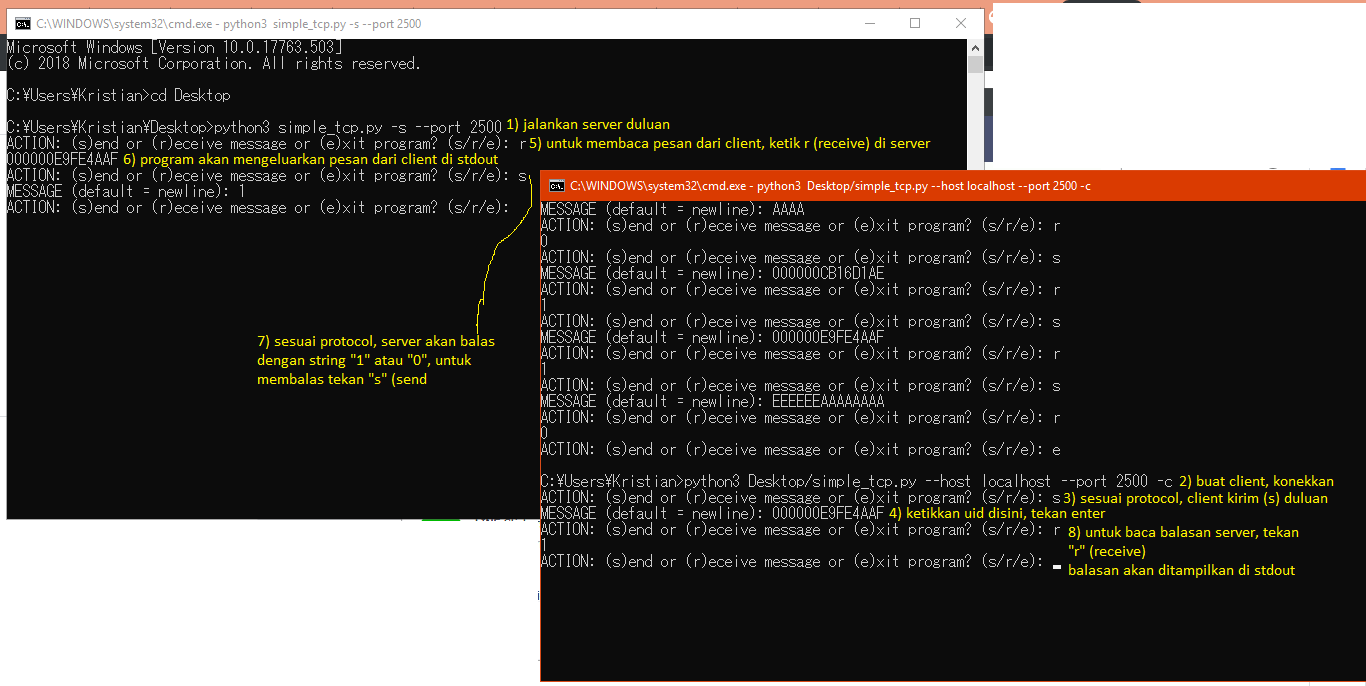 C:\WINDOWS\system32\cmd.exe - python3  simple_tcp.py -s --port 2500
Microsoft Windows [Version 10.0.17763.503]
(c) 2018 Microsoft Corporation. All rights reserved.
C:¥Users¥Kristian>cd Desktop
C:¥Users¥Kristian¥Desktop>python3 simple_tcp.py -s --port 2500 1) jalankan server duluan
ACTION: (s)end or (r)eceive message or (e)xit program? (s/r/e): r 5) untuk membaca pesan dari client, ketik r (receive) di server
000000E9FE4AAF 6) program akan mengeluarkan pesan dari client di stdout
ACTION: (s)end or (r)eceive message or (e)xit program? (s/r/e): s
MESSAGE (default = newline): 1
ACTION: (s)end or (r)eceive message or (e)xit program? (s/r/e):
7) sesuai protocol, server akan balas
dengan string "1" atau "0", untuk
membalas tekan "s" (send
C:\WINDOWS\system32\cmd.exe - python3  Desktop/simple_tcp.py --host localhost --port 2500 -c
MESSAGE (default = newline): AAAA
ACTION: (s)end or (r)eceive message or (e)xit program? (s/r/e): r
0
ACTION: (s)end or (r)eceive message or (e)xit program? (s/r/e): s
MESSAGE (default = newline): 000000CB16D1AE
ACTION: (s)end or (r)eceive message or (e)xit program? (s/r/e): r
1
ACTION: (s)end or (r)eceive message or (e)xit program? (s/r/e): s
MESSAGE (default = newline): 000000E9FE4AAF
ACTION: (s)end or (r)eceive message or (e)xit program? (s/r/e): r
1
ACTION: (s)end or (r)eceive message or (e)xit program? (s/r/e): s
MESSAGE (default = newline): EEEEEEAAAAAAAA
ACTION: (s)end or (r)eceive message or (e)xit program? (s/r/e): r
0
ACTION: (s)end or (r)eceive message or (e)xit program? (s/r/e): e
C:¥Users¥Kristian>python3 Desktop/simple_tcp.py --host localhost --port 2500 -c 2) buat client, konekkan
ACTION: (s)end or (r)eceive message or (e)xit program? (s/r/e): s 3) sesuai protocol, client kirim (s) duluan
MESSAGE (default = newline): 000000E9FE4AAF 4) ketikkan uid disini, tekan enter
ACTION: (s)end or (r)eceive message or (e)xit program? (s/r/e): r 8) untuk baca balasan server, tekan
1 "r" (receive)
ACTION: (s)end or (r)eceive message or (e)xit program? (s/r/e): balasan akan ditampilkan di stdout